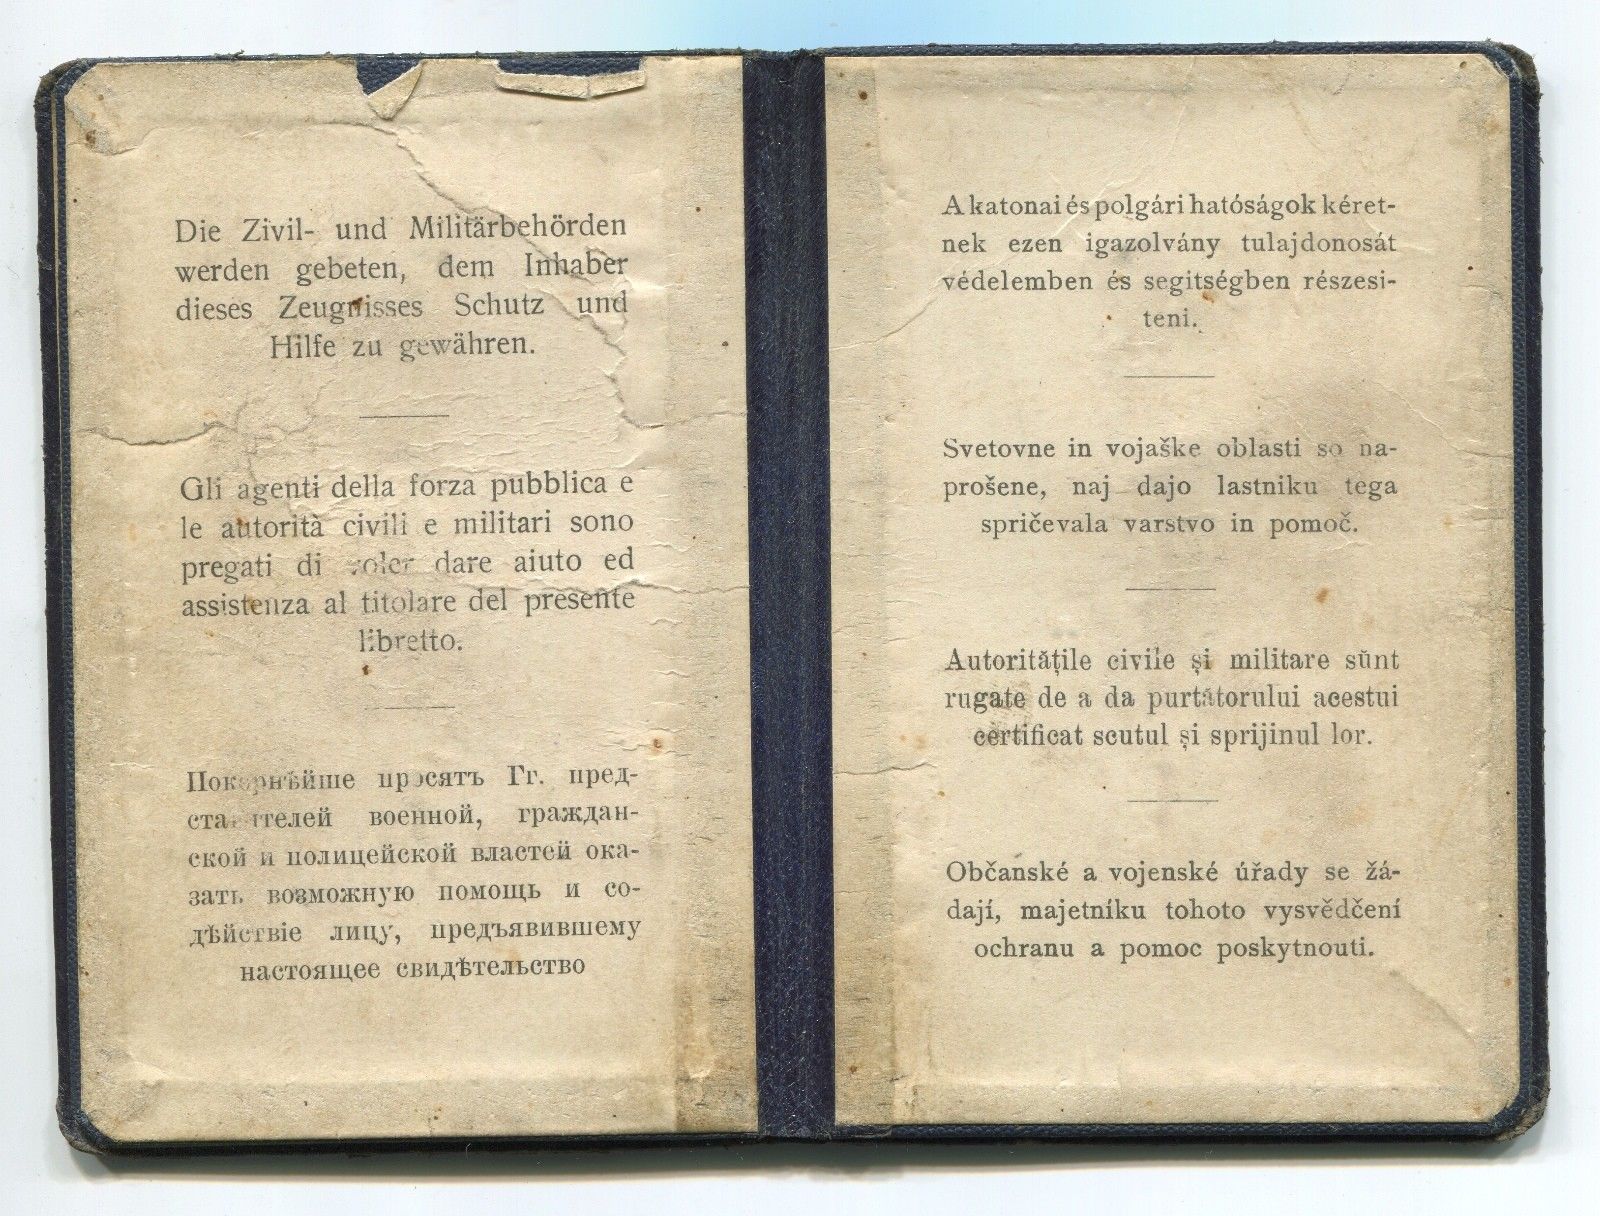 Die Zivil- und Militärbehörden
werden gebeten, dem Inhaber
dieses Zeugnisses Schutz und
Hilfe zu gewähren.
Gli agenti della forza pubblica e
le autorità civili e militari sono
pregati di voler dare aiuto ed
assistenza al titolare del presente
libretto.
Покорнѣйше просятъ Гг. пред-
ставителей военной, граждан-
ской и полицейской властей ока-
зать возможную помощь и со-
дѣйствіе лицу, предъявившему
настоящее свидѣтельство
A katonai és polgári hatóságok kéret-
nek ezen igazolvány tulajdonosát
védelemben és segitségben részesi-
teni.
Svetovne in vojaške oblasti so na-
prošene, naj dajo lastniku tega
spričevala varstvo in pomoč.
Autoritățile civile și militare sŭnt
rugate de a da purtătorului acestui
certificat scutul și sprijinul lor.
Občanské a vojenské úřady se žá-
dají, majetníku tohoto vysvědčení
ochranu a pomoc poskytnouti.